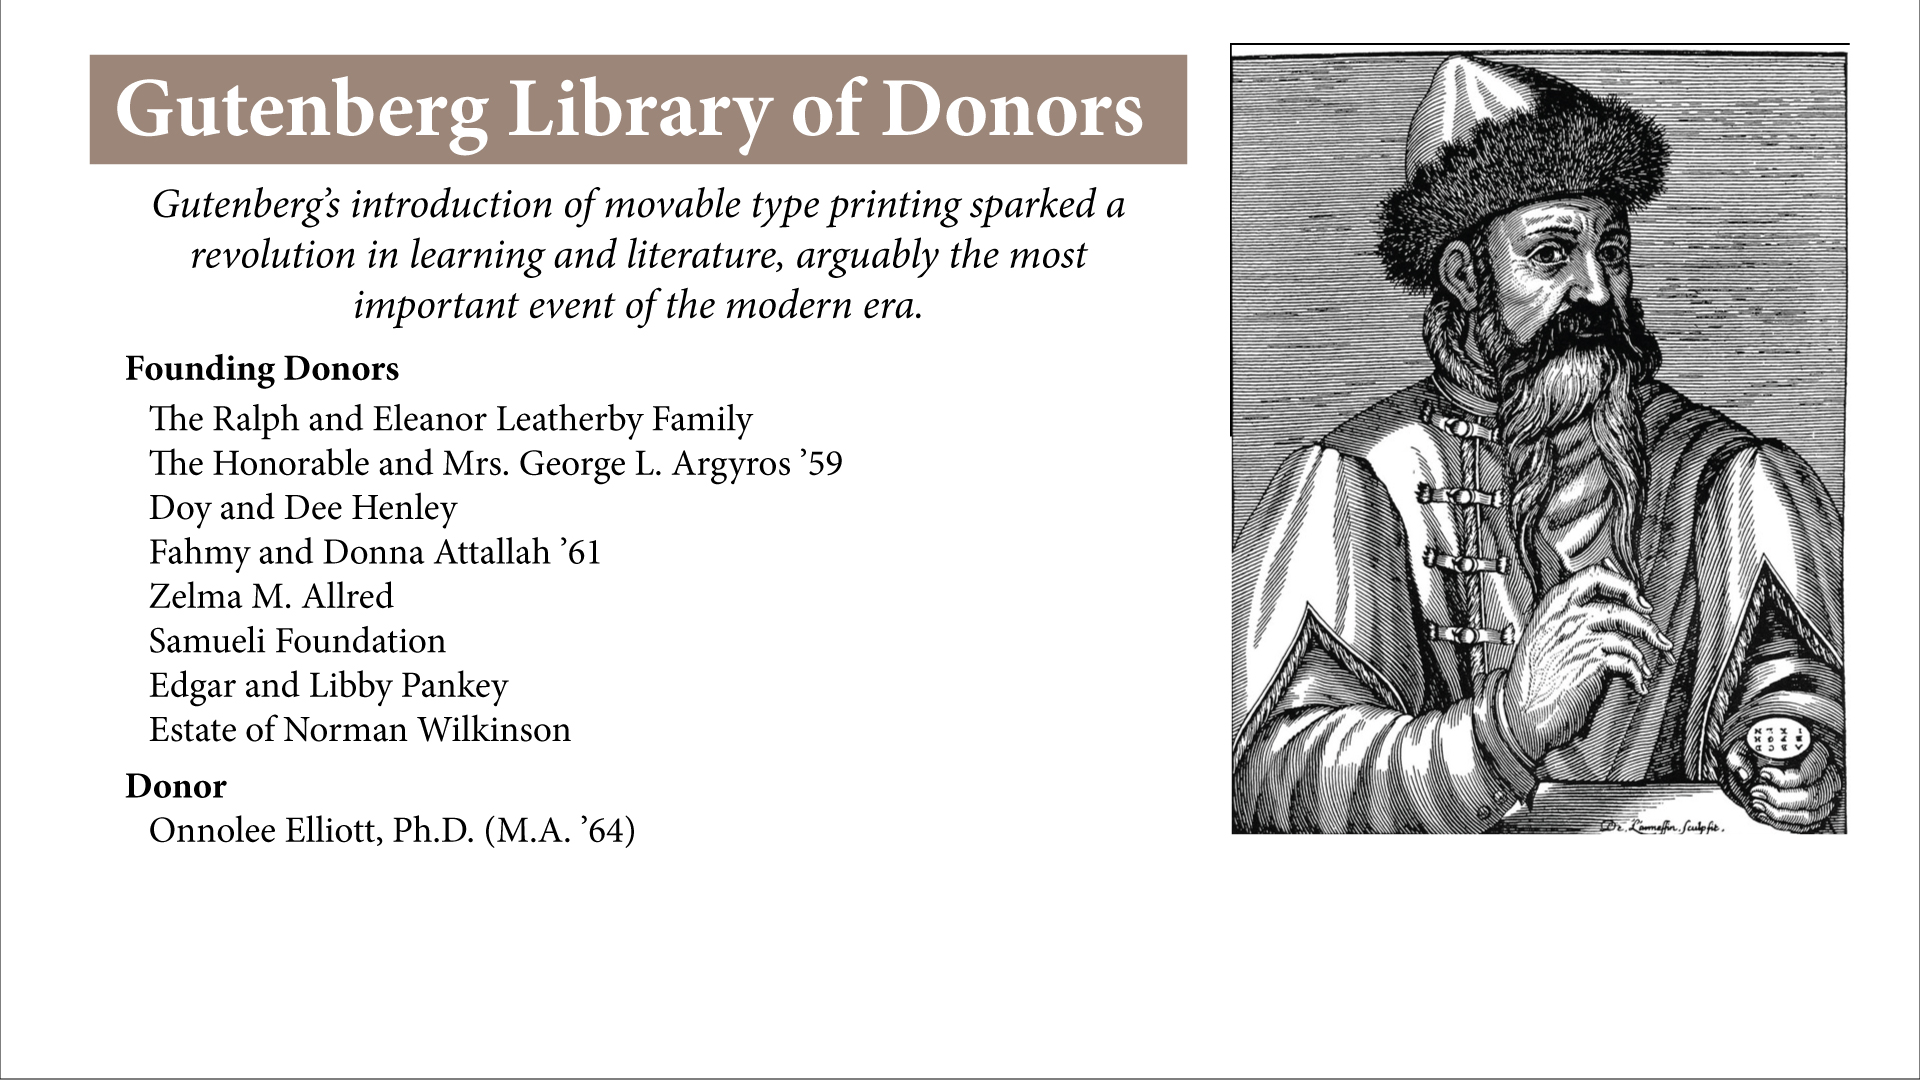 Gutenberg Library of Donors
Gutenberg’s introduction of movable type printing sparked a
revolution in learning and literature, arguably the most
important event of the modern era.
Founding Donors
The Ralph and Eleanor Leatherby Family
The Honorable and Mrs. George L. Argyros ’59
Doy and Dee Henley
Fahmy and Donna Attallah ’61
Zelma M. Allred
Samueli Foundation
Edgar and Libby Pankey
Estate of Norman Wilkinson
Donor
Onnolee Elliott, Ph.D. (M.A. ’64)